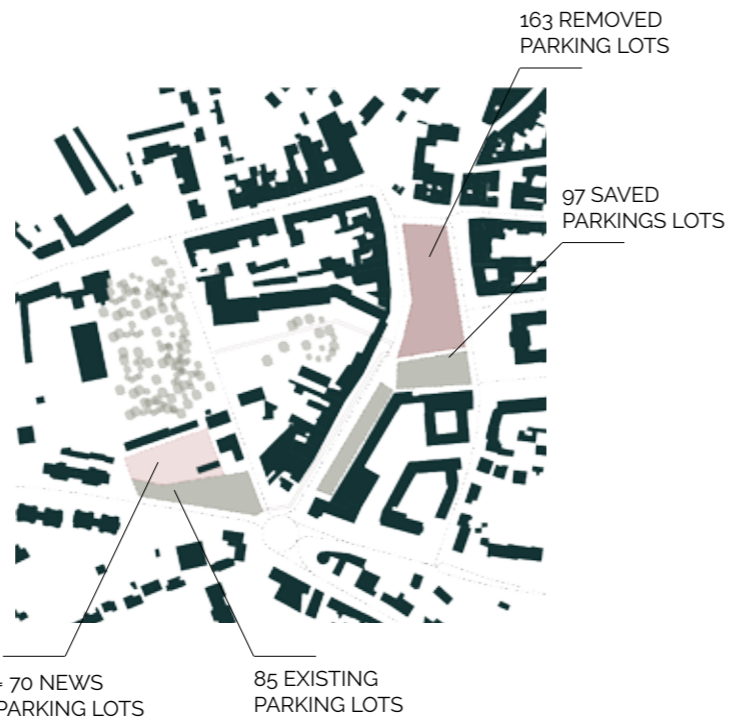 163 REMOVED
PARKING LOTS
97 SAVED
PARKINGS LOTS
70 NEWS
PARKING LOTS
85 EXISTING
PARKING LOTS